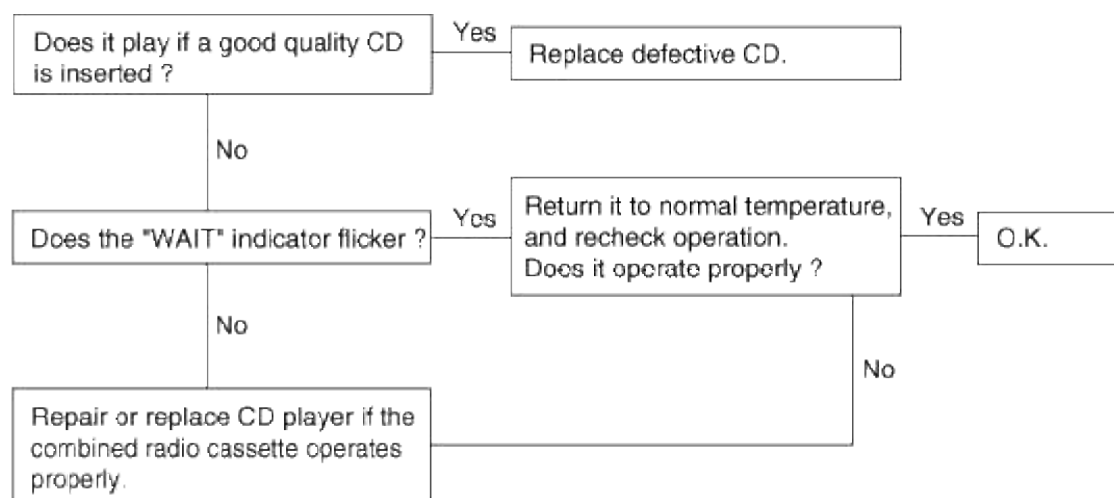 Does it play if a good quality CD
is inserted ?
Yes
Replace defective CD.
No
Does the "WAIT" indicator flicker ?
Yes
Return it to normal temperature,
and recheck operation.
Does it operate properly ?
Yes
O.K.
No
No
Repair or replace CD player if the
combined radio cassette operates
properly.